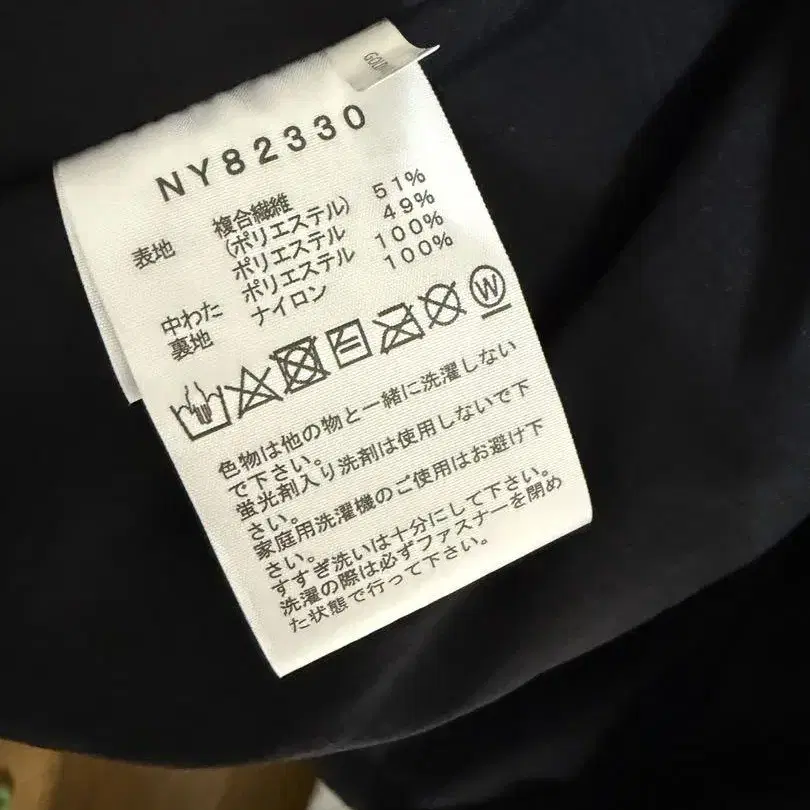 GOLD
NY82330
表地 複合繊維
(ポリエステル) 51%
ポリエステル 49%
中わた ポリエステル 100%
裏地 ナイロン 100%
W
色物は他の物と一緒に洗濯しない
で下さい。
蛍光剤入り洗剤は使用しないで下
さい。
家庭用洗濯機のご使用はお避け下
さい。
すすぎ洗いは十分にして下さい。
洗濯の際は必ずファスナーを閉め
た状態で行って下さい。